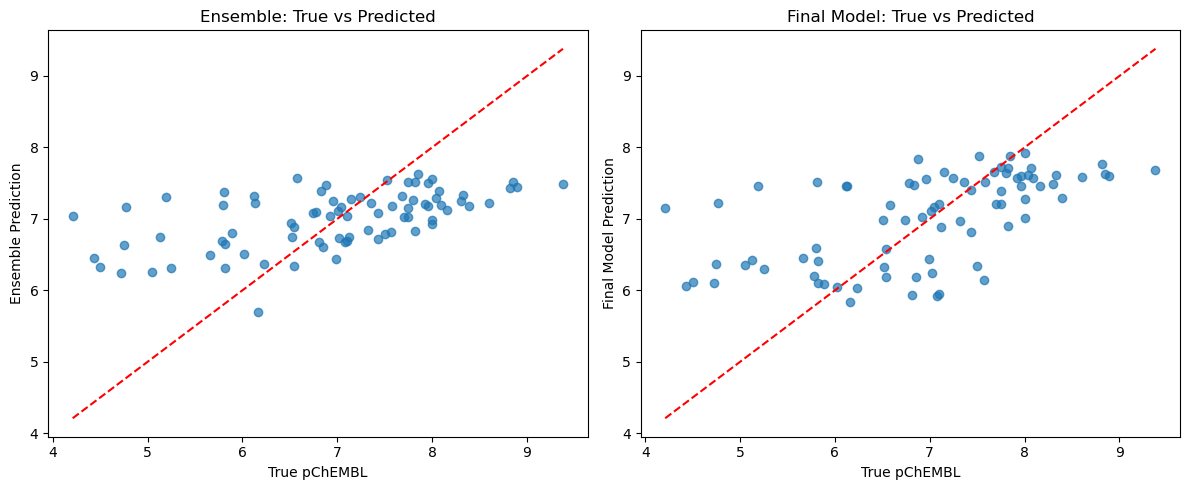 Ensemble: True vs Predicted
Ensemble Prediction
9
8
7
6
5
4
4 5 6 7 8 9
True pChEMBL
Final Model: True vs Predicted
Final Model Prediction
9
8
7
6
5
4
4 5 6 7 8 9
True pChEMBL